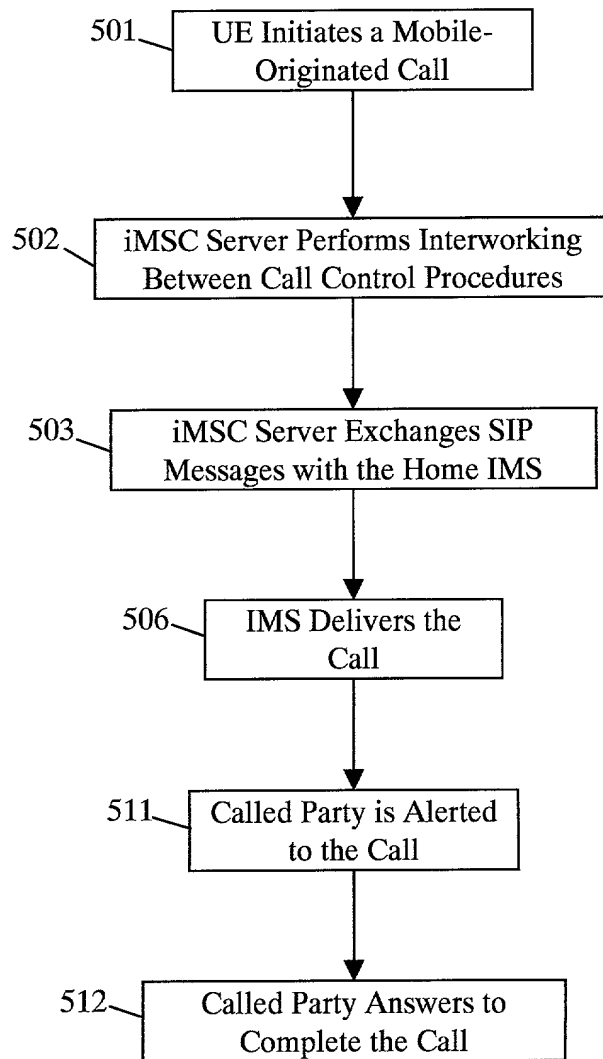 501
UE Initiates a Mobile-
Originated Call
502
iMSC Server Performs Interworking
Between Call Control Procedures
503
iMSC Server Exchanges SIP
Messages with the Home IMS
506
IMS Delivers the
Call
511
Called Party is Alerted
to the Call
512
Called Party Answers to
Complete the Call